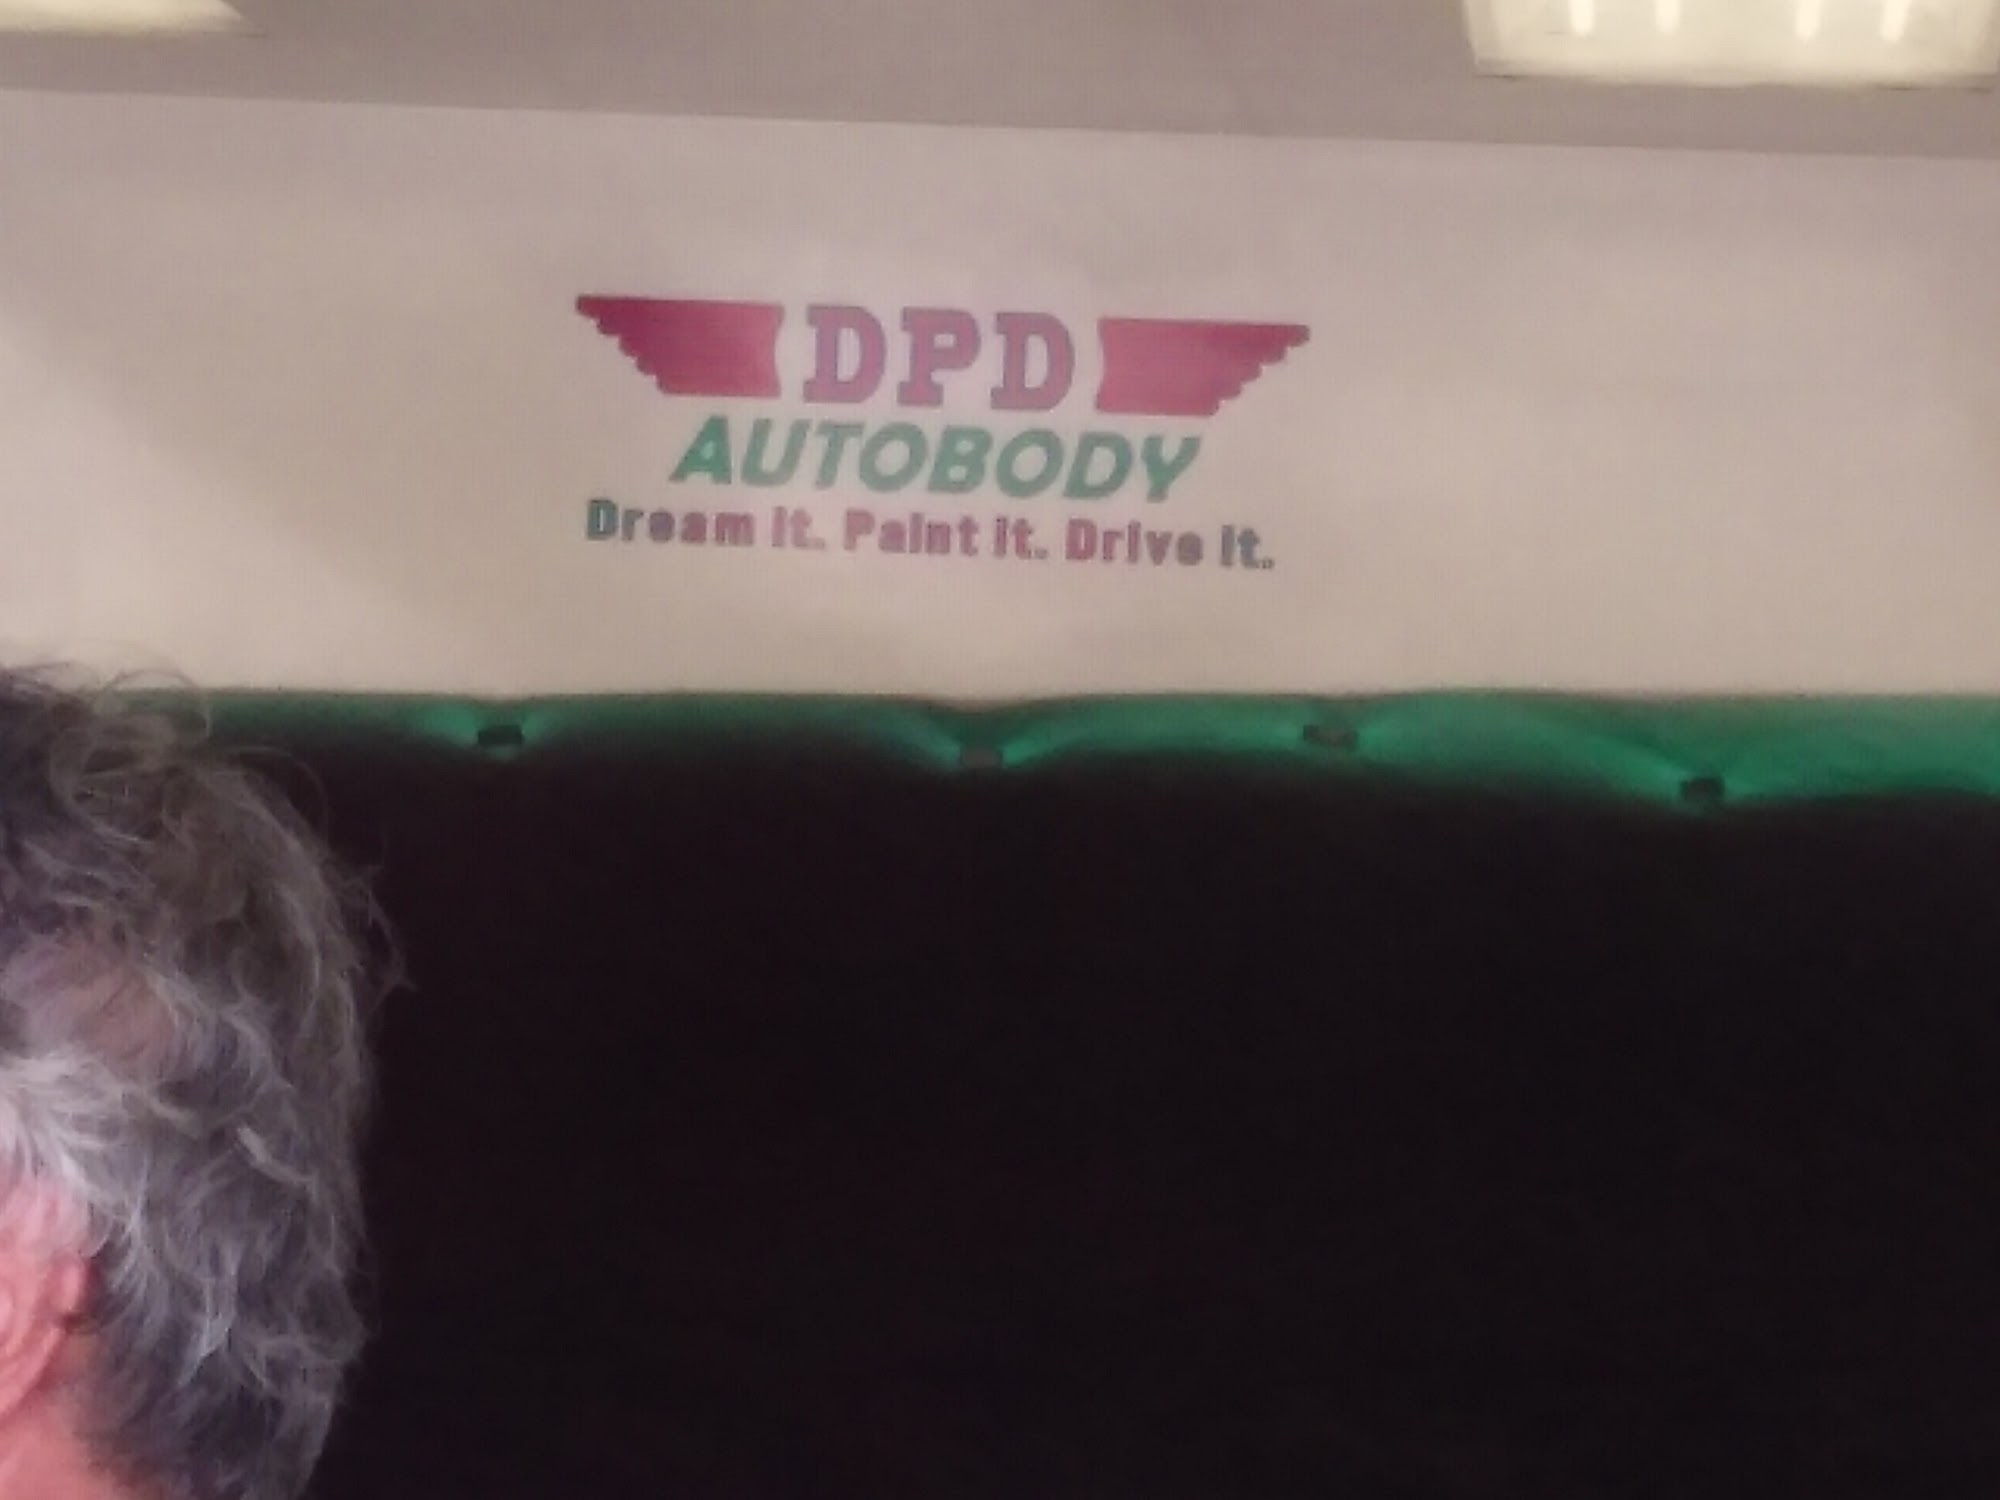 DPD
AUTOBODY
Dream it. Paint it. Drive it.